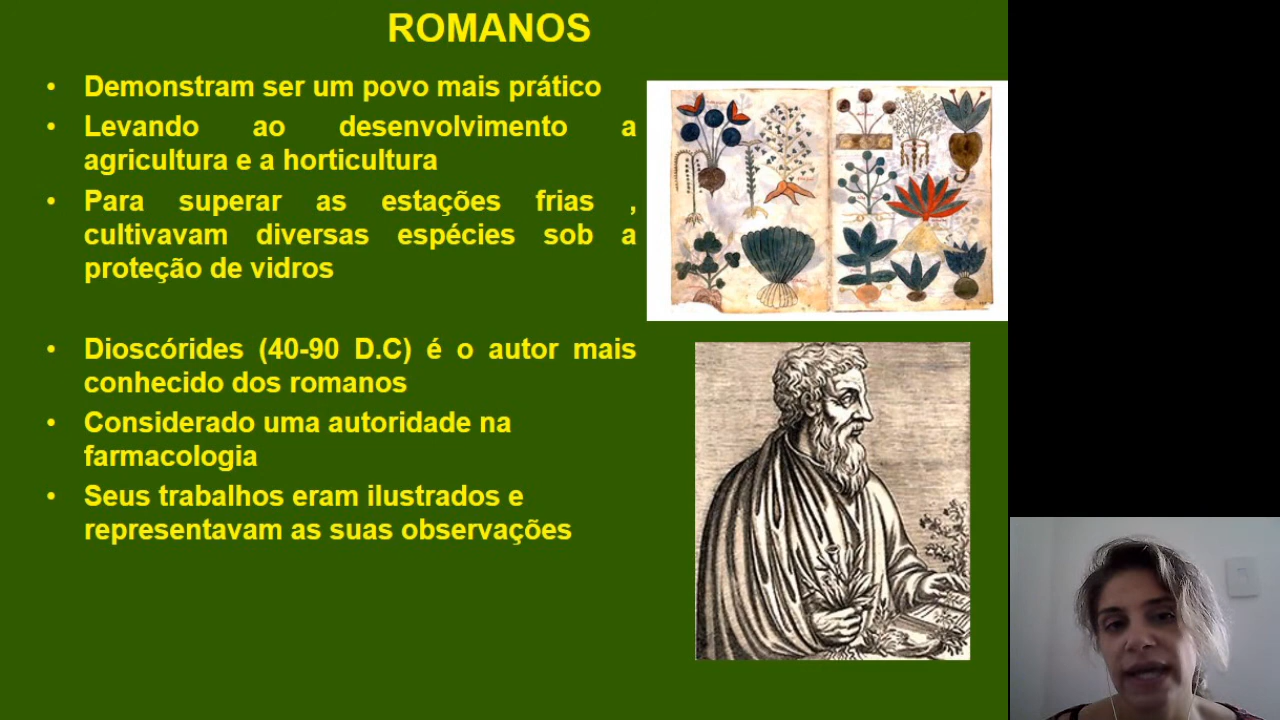 ROMANOS
• Demonstram ser um povo mais prático
• Levando ao desenvolvimento a
agricultura e a horticultura
• Para superar as estações frias ,
cultivavam diversas espécies sob a
proteção de vidros
• Dioscórides (40-90 D.C) é o autor mais
conhecido dos romanos
• Considerado uma autoridade na
farmacologia
• Seus trabalhos eram ilustrados e
representavam as suas observações